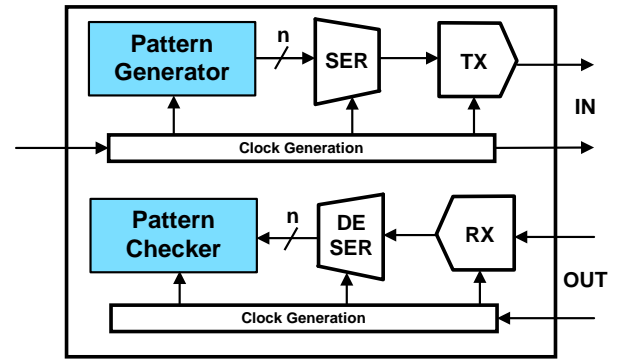 Pattern
Generator
n
SER
TX
IN
Clock Generation
Pattern
Checker
n
DE
SER
RX
OUT
Clock Generation